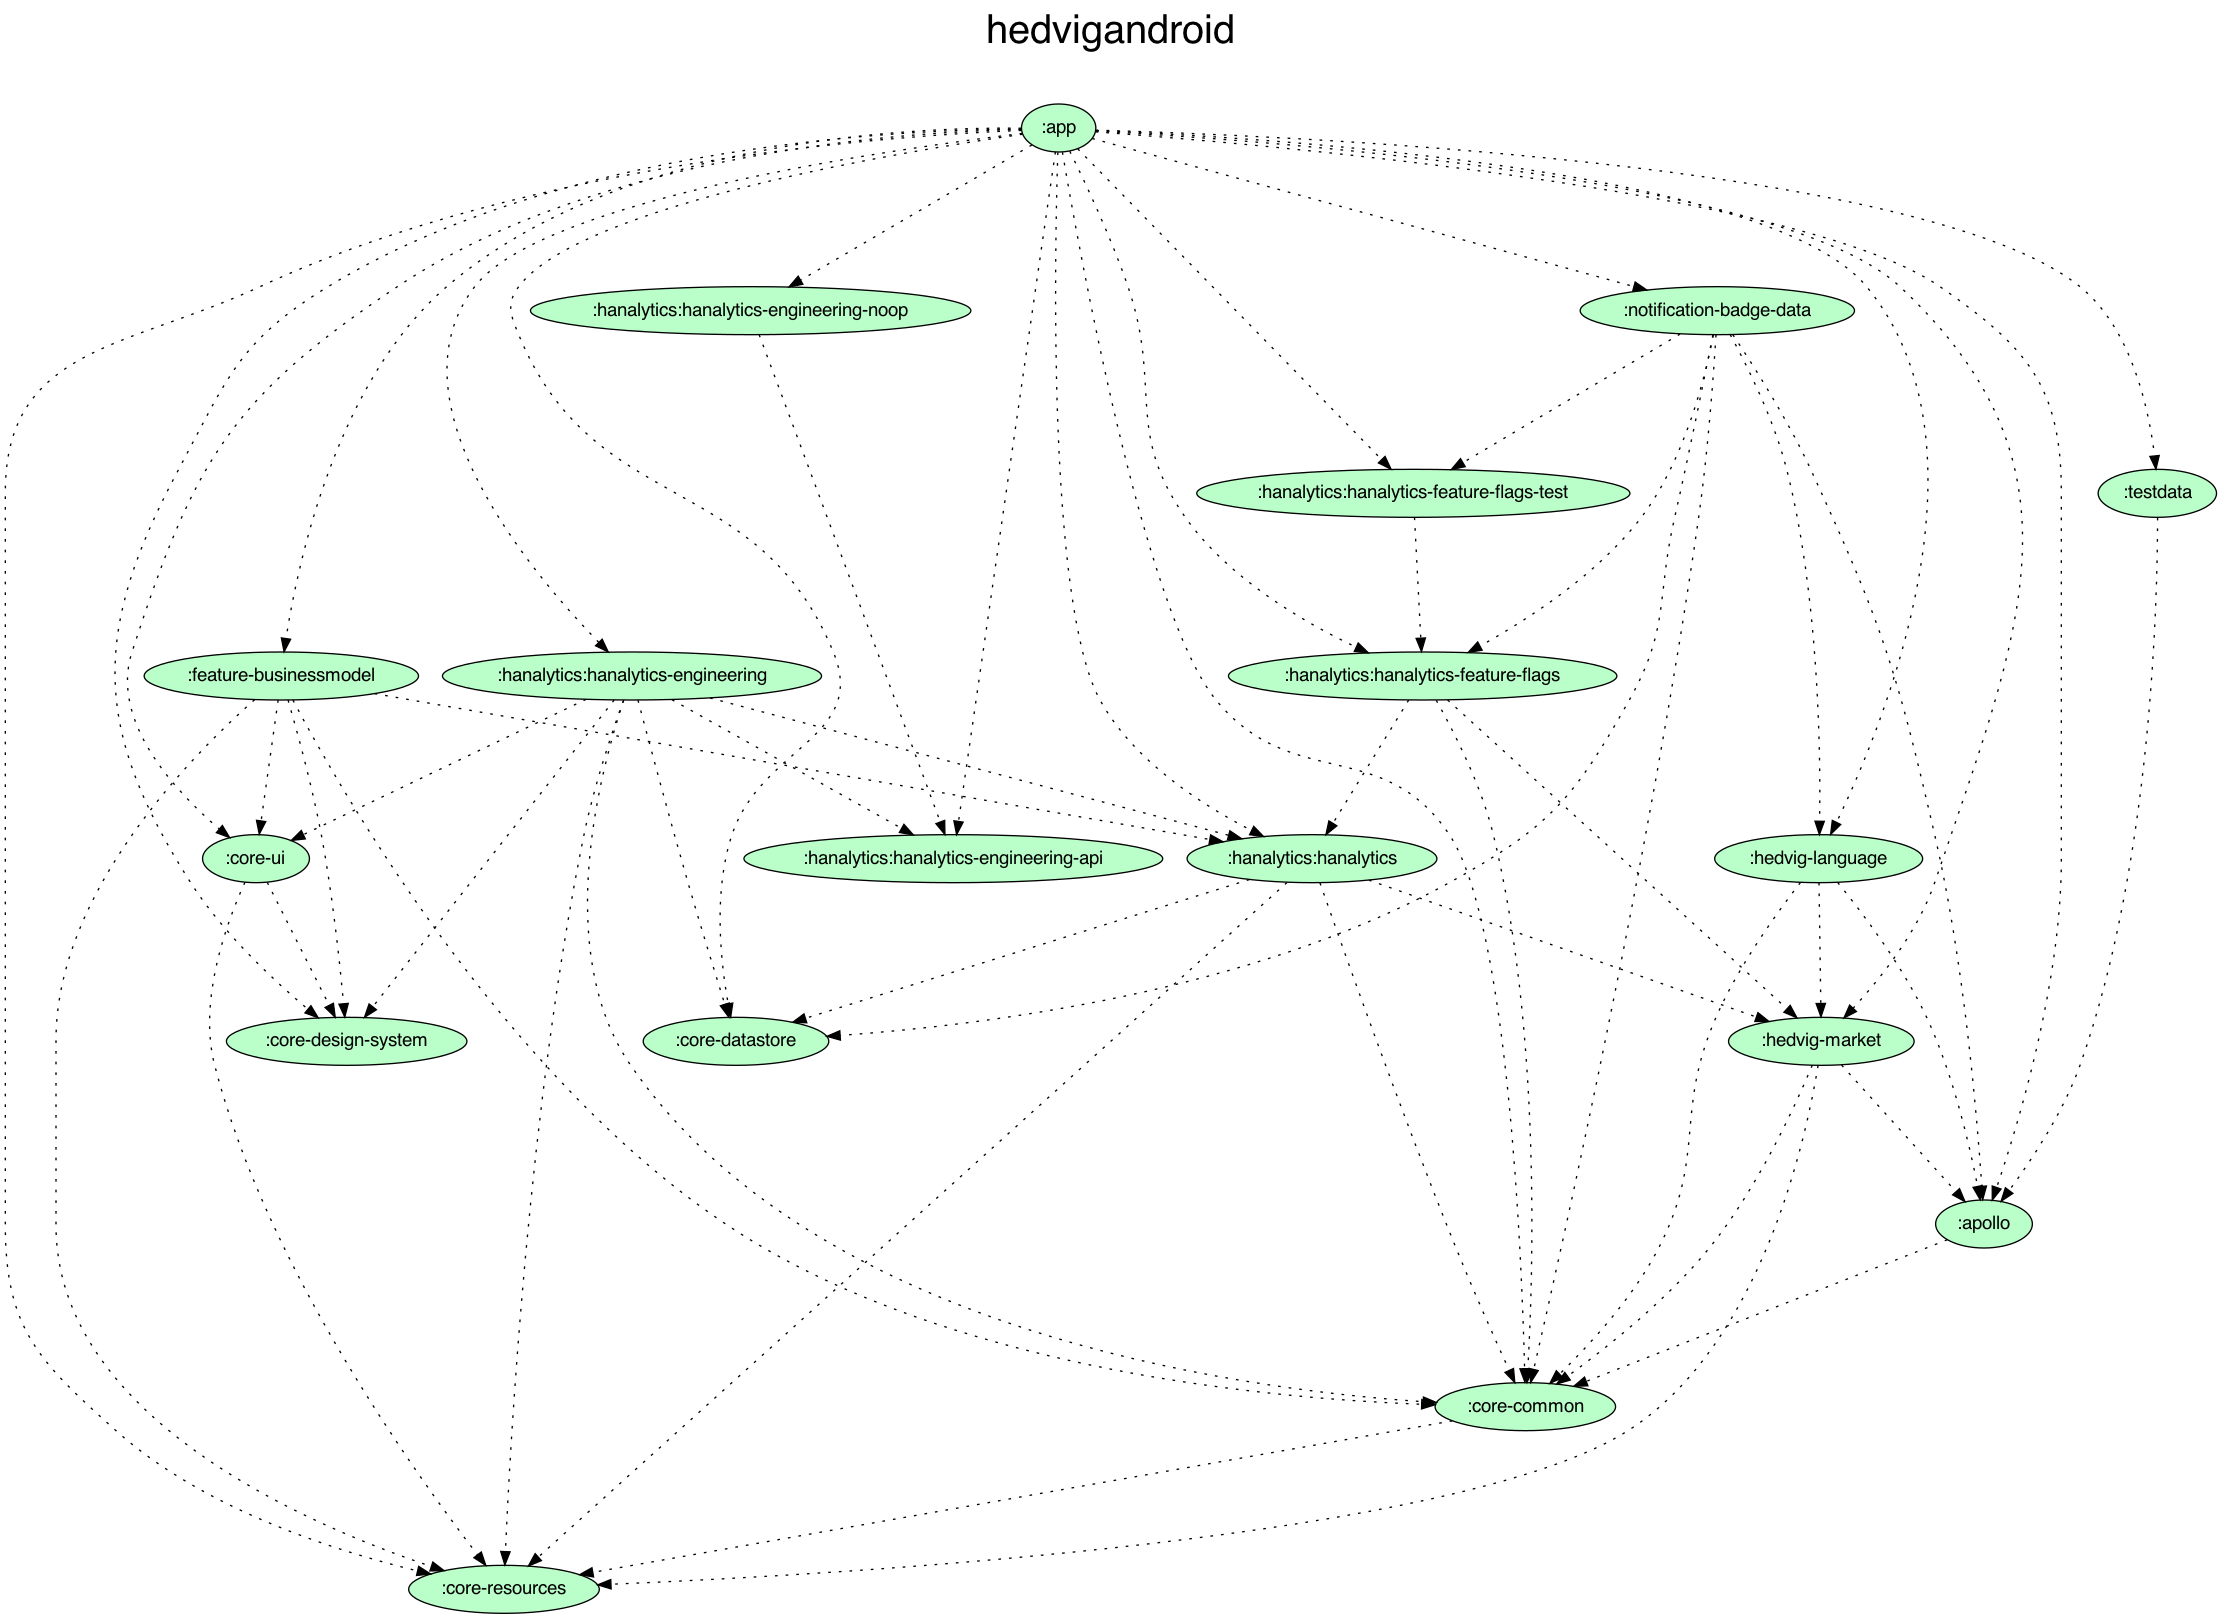 hedvigandroid
:app
:hanalytics:hanalytics-engineering-noop
:notification-badge-data
:hanalytics:hanalytics-feature-flags-test
:testdata
:feature-businessmodel
:hanalytics:hanalytics-engineering
:hanalytics:hanalytics-feature-flags
:core-ui
:hanalytics:hanalytics-engineering-api
:hanalytics:hanalytics
:hedvig-language
:core-design-system
:core-datastore
:hedvig-market
:apollo
:core-common
:core-resources